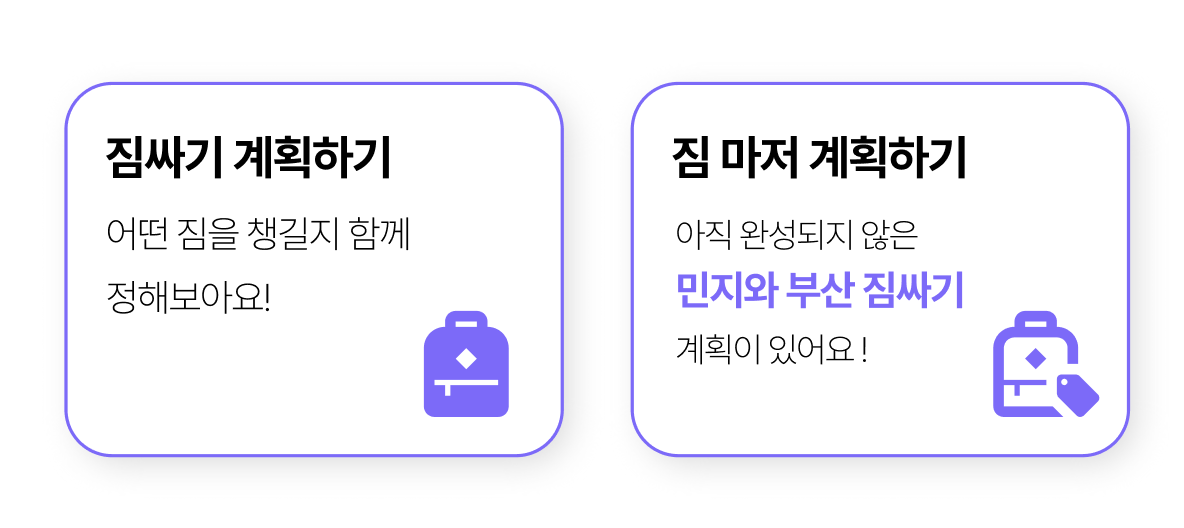 짐싸기 계획하기
어떤 짐을 챙길지 함께
정해보아요!
짐 마저 계획하기
아직 완성되지 않은
민지와 부산 짐싸기
계획이 있어요 !